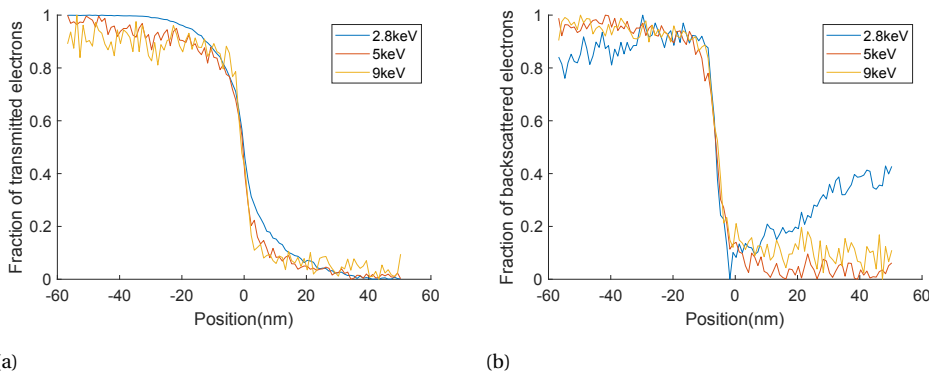 Fraction of transmitted electrons
1
0.8
0.6
0.4
0.2
0
-60
-40
-20
0
20
40
60
Position(nm)
2.8keV
5keV
9keV
(a)
Fraction of backscattered electrons
1
0.8
0.6
0.4
0.2
0
-60
-40
-20
0
20
40
60
Position(nm)
2.8keV
5keV
9keV
(b)